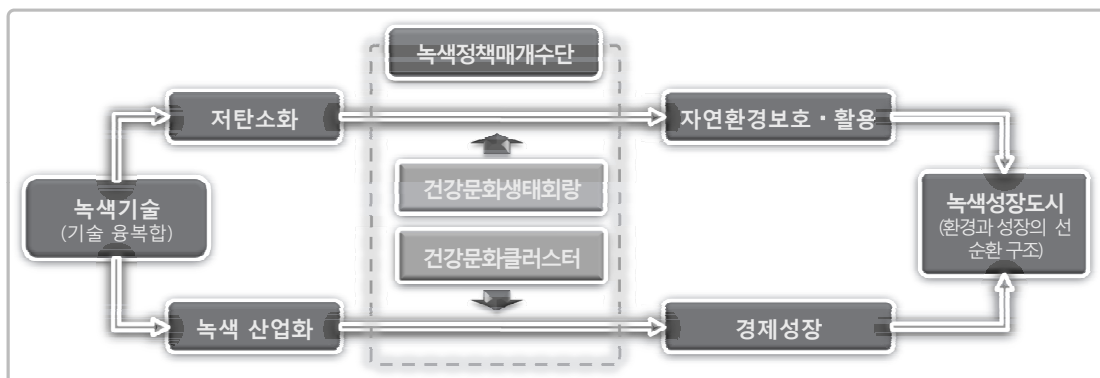 녹색정책매개수단
저탄소화
자연환경보호·활용
건강문화생태회랑
녹색기술
(기술 융복합)
녹색성장도시
(환경과 성장의 선
순환 구조)
건강문화클러스터
녹색 산업화
경제성장